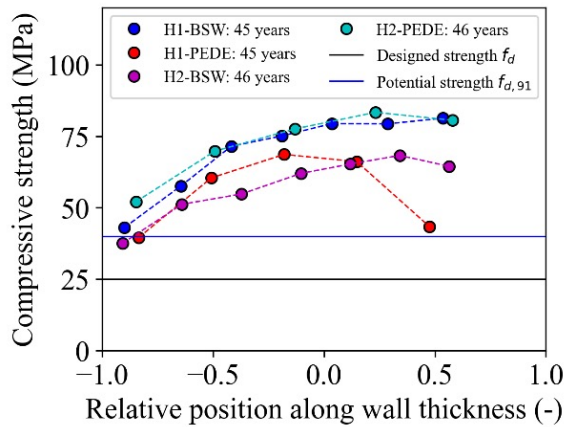 H1-BSW: 45 years
H1-PEDE: 45 years
H2-BSW: 46 years
H2-PEDE: 46 years
Designed strength f_d
Potential strength f_{d,91}
Compressive strength (MPa)
100
75
50
25
0
−1.0
−0.5
0.0
0.5
1.0
Relative position along wall thickness (-)